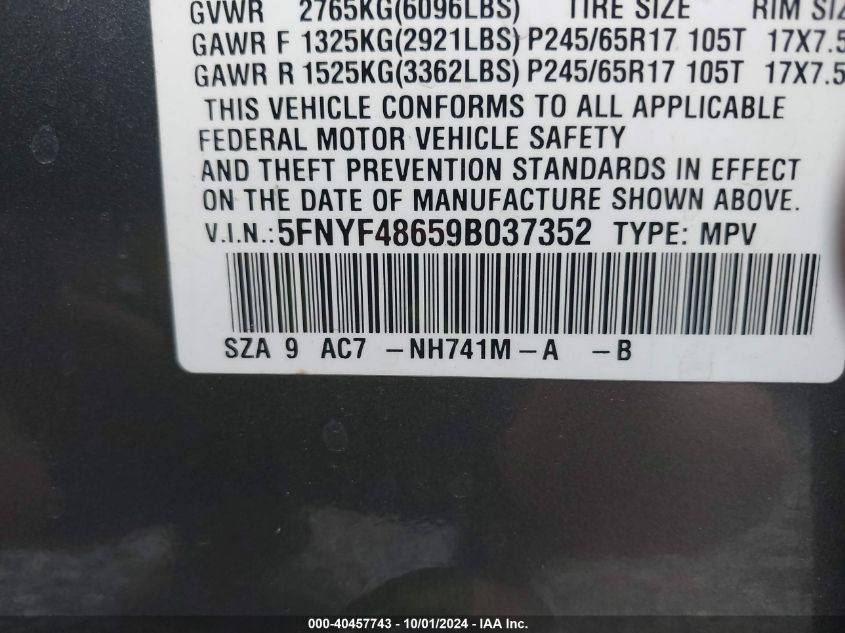 GVWR 2765KG(6096LBS) TIRE SIZE RIM SIZ
GAWR F 1325KG(2921LBS) P245/65R17 105T 17X7.5
GAWR R 1525KG(3362LBS) P245/65R17 105T 17X7.5
THIS VEHICLE CONFORMS TO ALL APPLICABLE
FEDERAL MOTOR VEHICLE SAFETY
AND THEFT PREVENTION STANDARDS IN EFFECT
ON THE DATE OF MANUFACTURE SHOWN ABOVE.
V.I.N.: 5FNYF48659B037352 TYPE: MPV
SZA 9 AC7 -NH741M-A -B
000-40457743 - 10/01/2024 - IAA Inc.